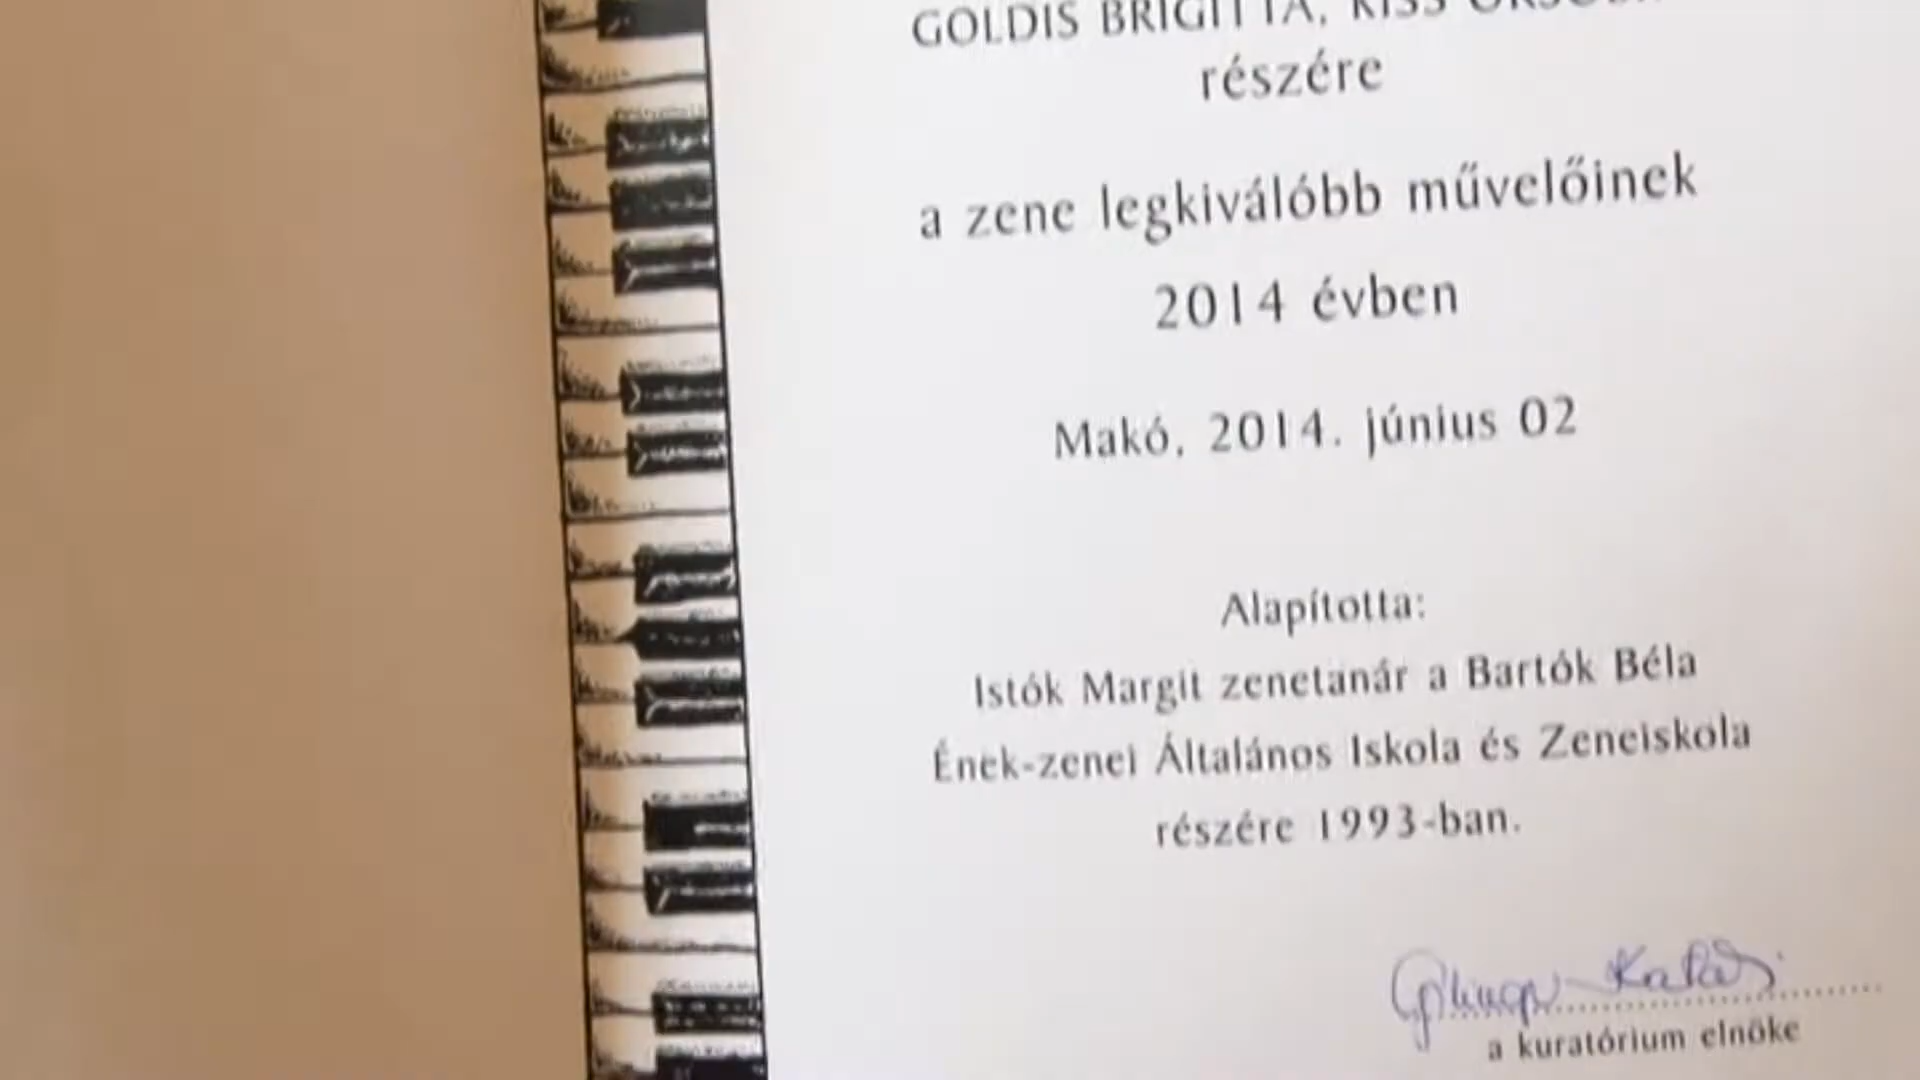 GOLDIS BRIGITTA, KISS
részére
a zene legkiválóbb művelőinek
2014 évben
Makó, 2014. június 02
Alapította:
Istók Margit zenetanár a Bartók Béla
Ének-zenei Általános Iskola és Zeneiskola
részére 1993-ban.
a kuratórium elnöke